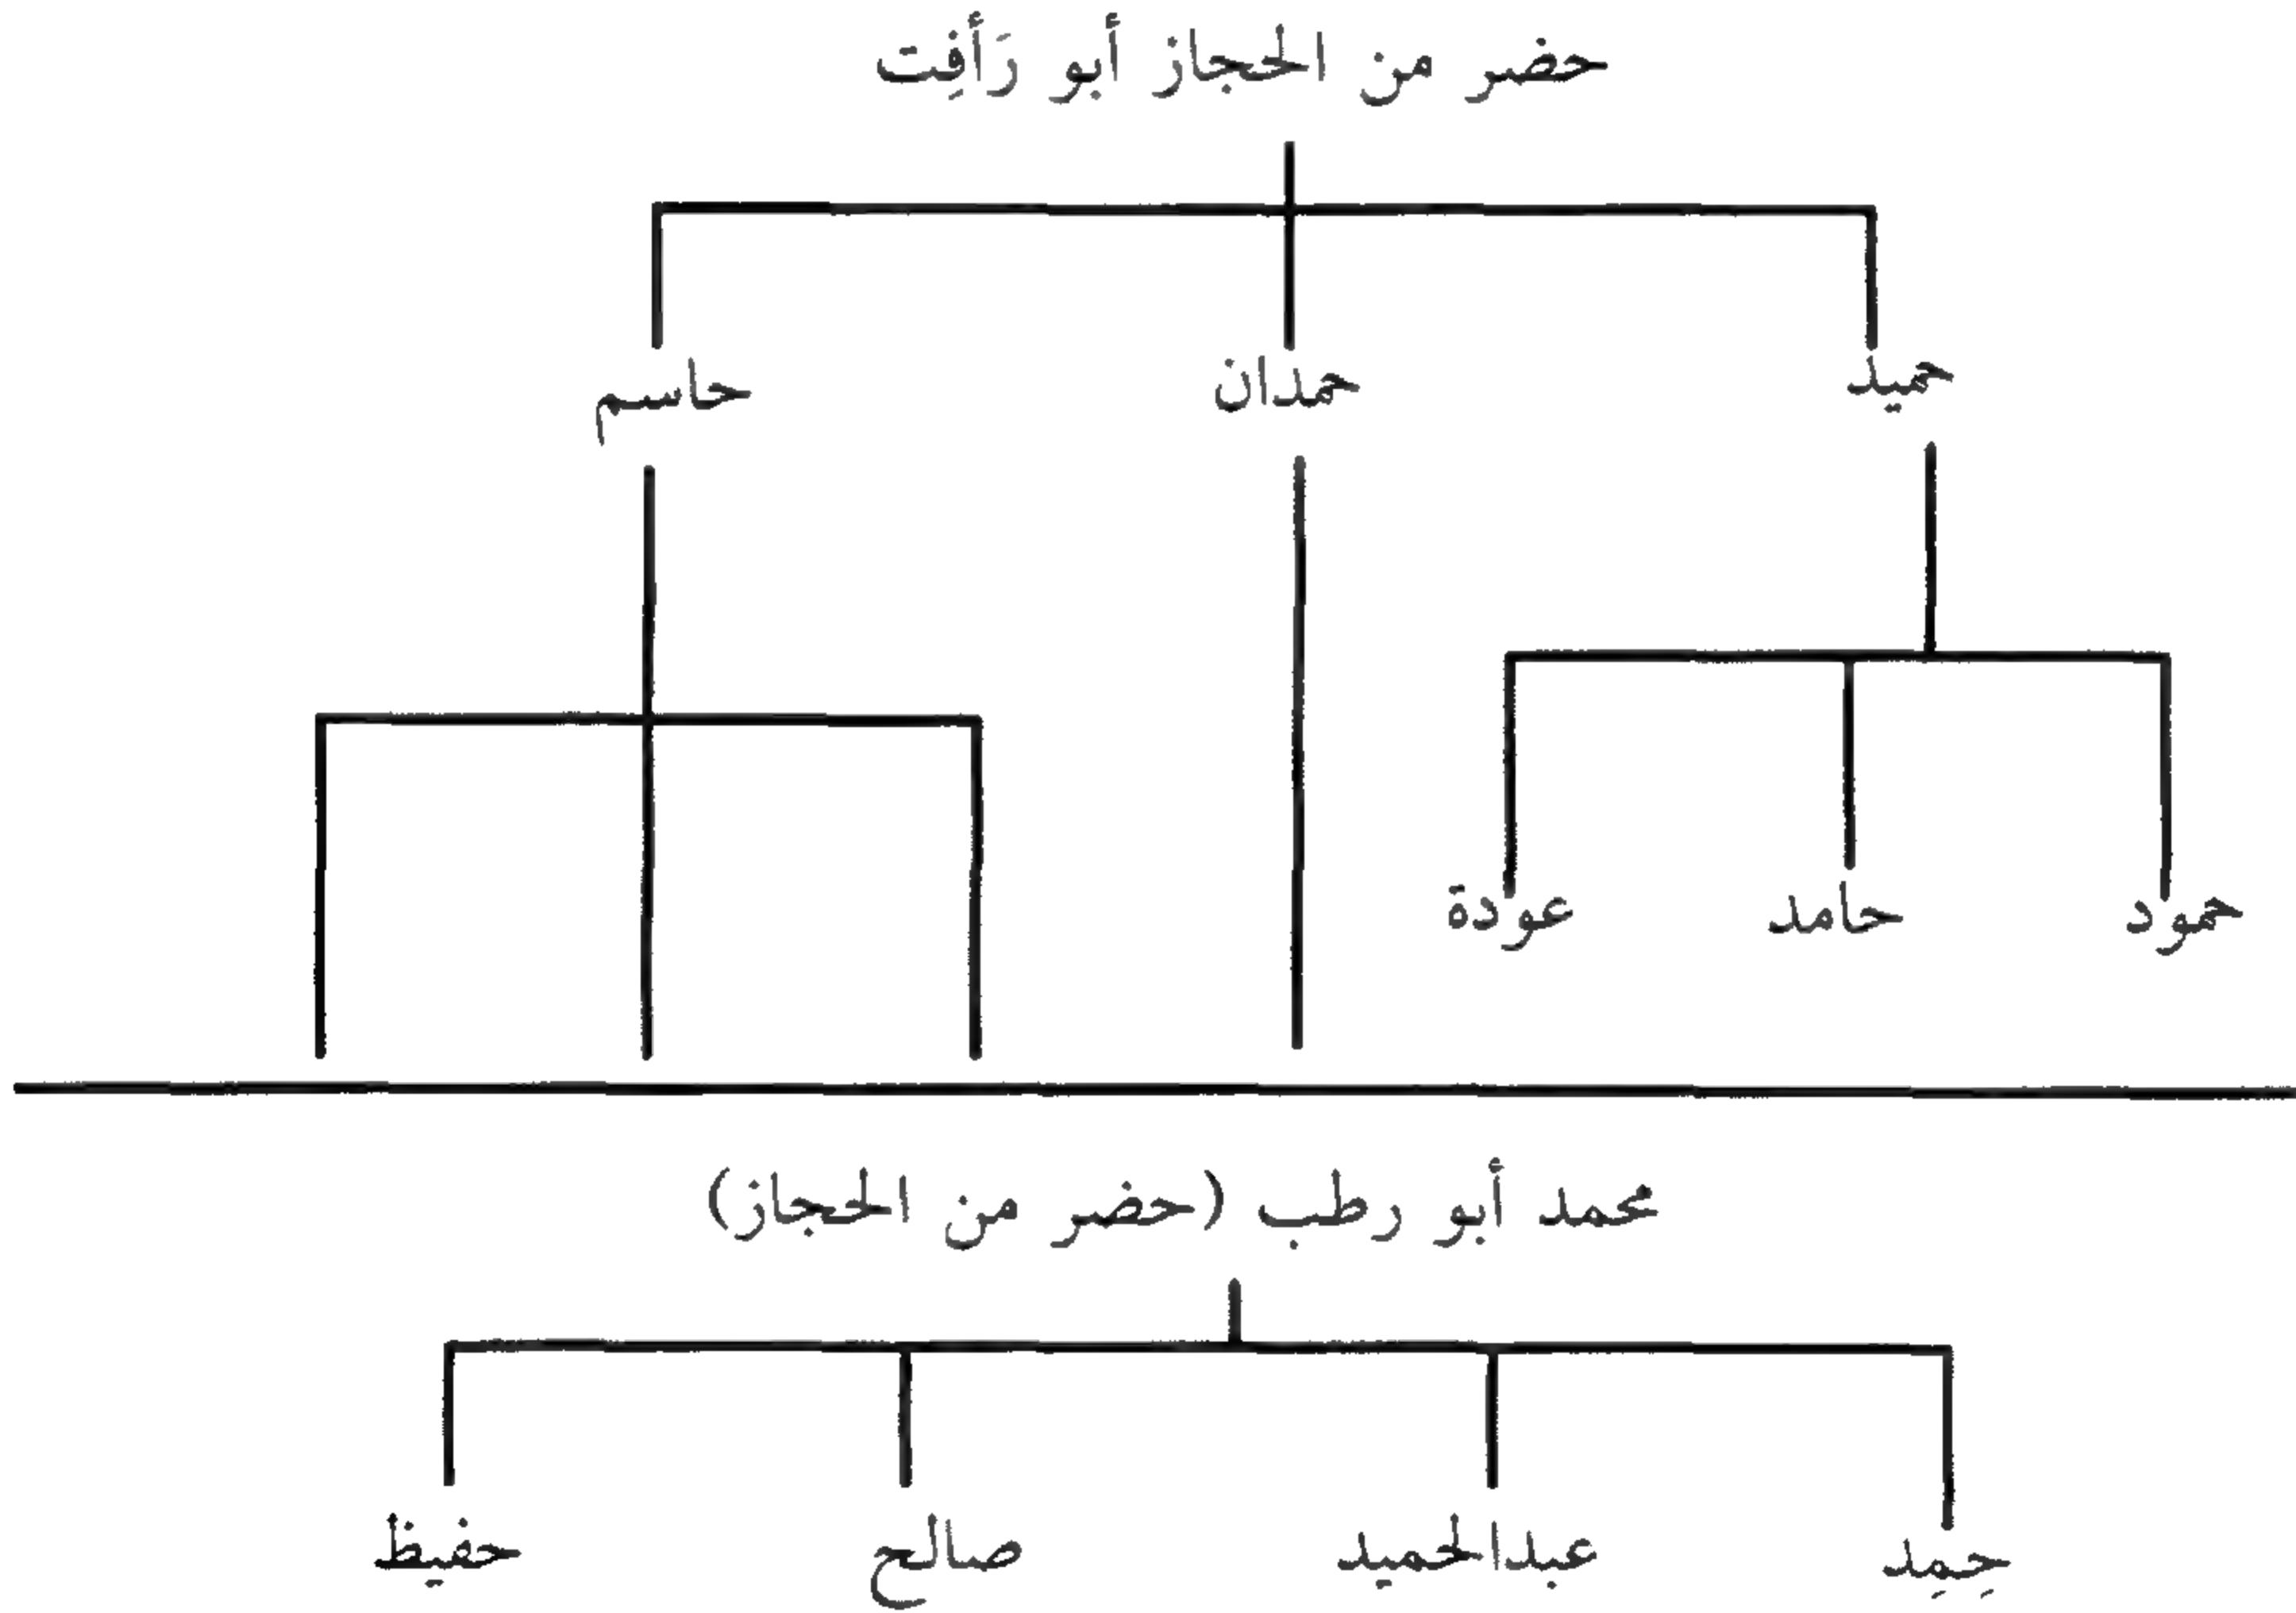 حضر من الحجاز أبو رَأفِت
حميد حمدان حاسم
حمود حامد عودة
محمد أبو رطب (حضر من الحجاز)
حِمِد عبدالحميد صالح حفيظ